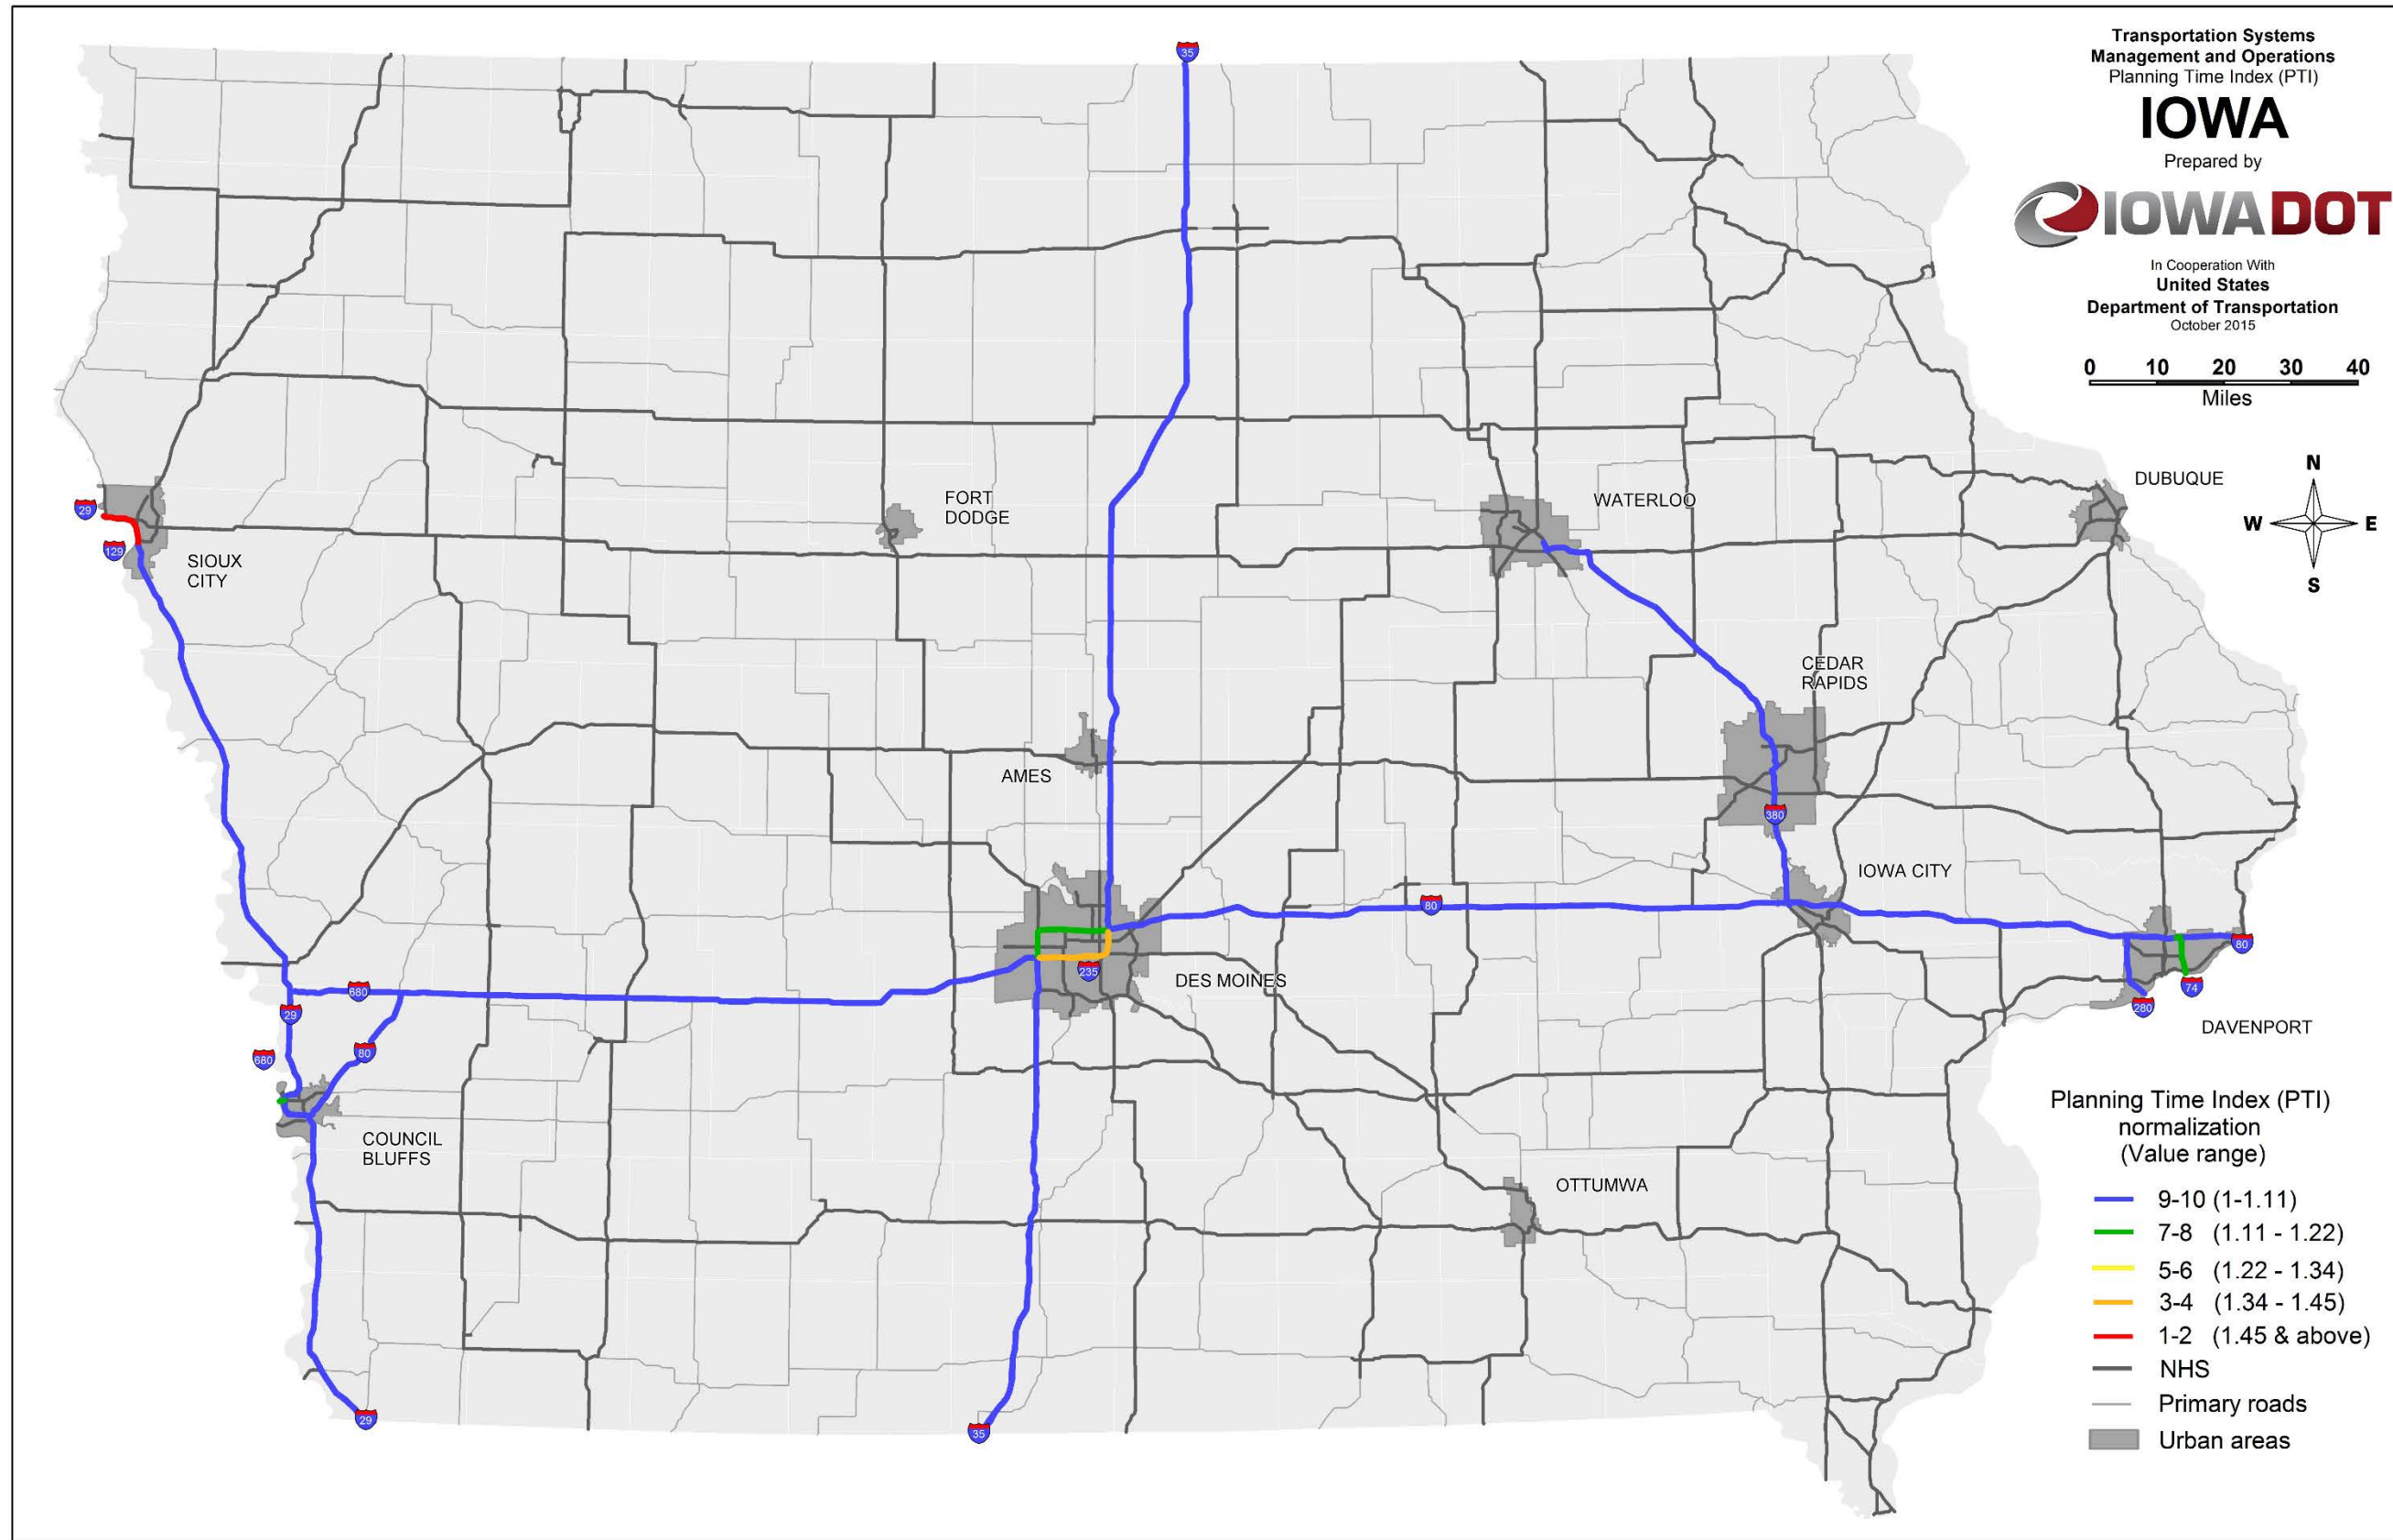 Transportation Systems
Management and Operations
Planning Time Index (PTI)
IOWA
Prepared by
IOWADOT
In Cooperation With
United States
Department of Transportation
October 2015
0 10 20 30 40
Miles
N
W E
S
35
29
129
SIOUX
CITY
FORT
DODGE
WATERLOO
DUBUQUE
CEDAR
RAPIDS
AMES
380
IOWA CITY
80
80
235
DES MOINES
680
29
680
80
74
280
DAVENPORT
COUNCIL
BLUFFS
OTTUMWA
29
35
Planning Time Index (PTI)
normalization
(Value range)
9-10 (1-1.11)
7-8 (1.11 - 1.22)
5-6 (1.22 - 1.34)
3-4 (1.34 - 1.45)
1-2 (1.45 & above)
NHS
Primary roads
Urban areas